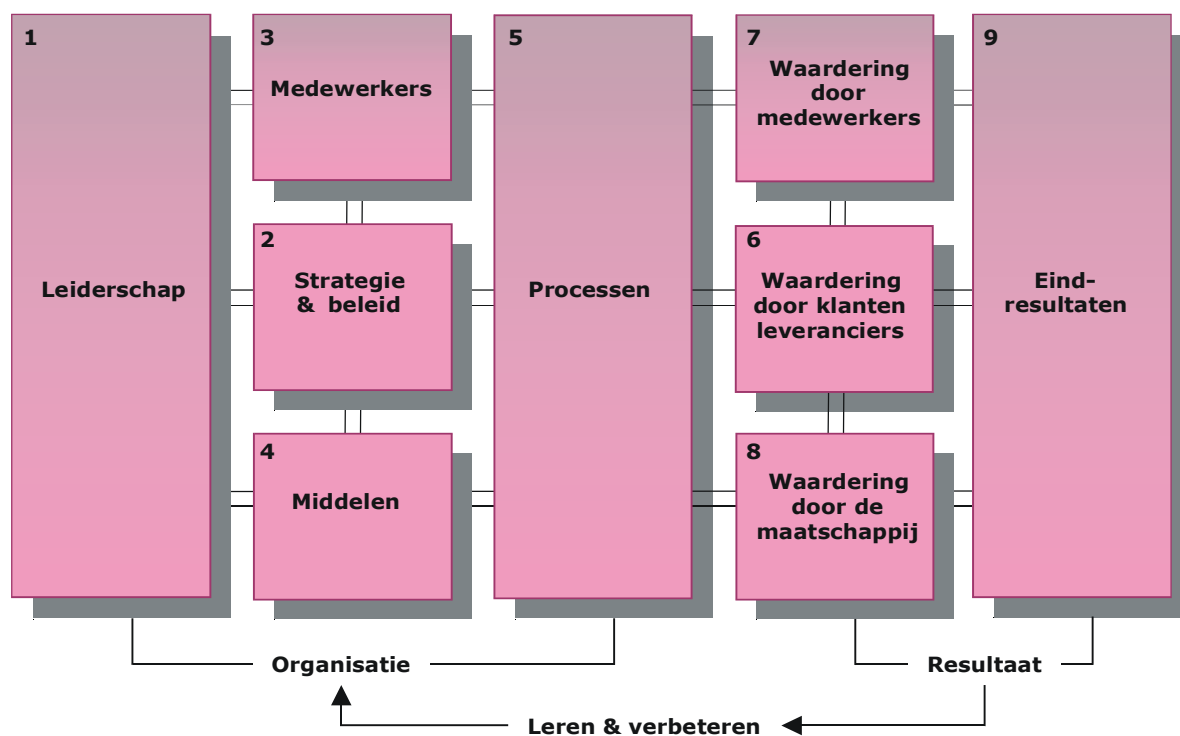 1
Leiderschap
3
Medewerkers
2
Strategie
& beleid
4
Middelen
5
Processen
7
Waardering
door
medewerkers
6
Waardering
door klanten
leveranciers
8
Waardering
door de
maatschappij
9
Eind-
resultaten
Organisatie
Resultaat
Leren & verbeteren